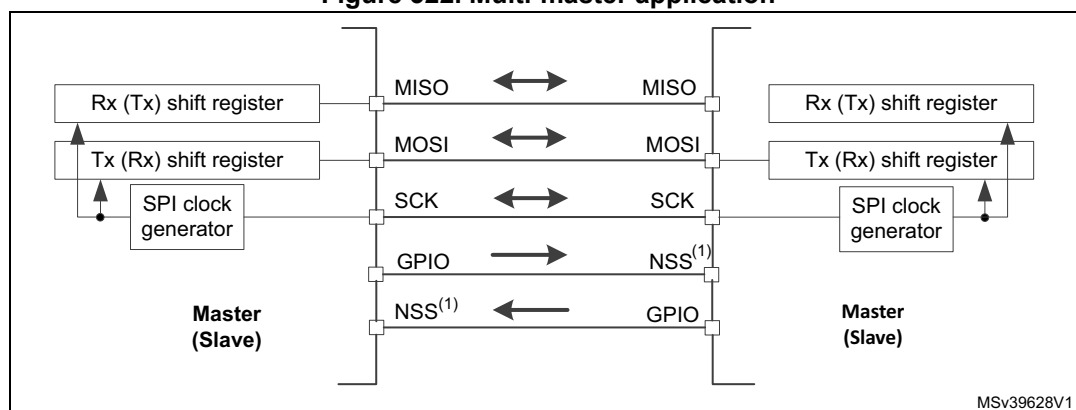 Figure 522. Multi-master application
MISO MISO
Rx (Tx) shift register Rx (Tx) shift register
MOSI MOSI
Tx (Rx) shift register Tx (Rx) shift register
SCK SCK
SPI clock
generator
SPI clock
generator
GPIO NSS(1)
NSS(1) GPIO
Master
(Slave)
Master
(Slave)
MSv39628V1